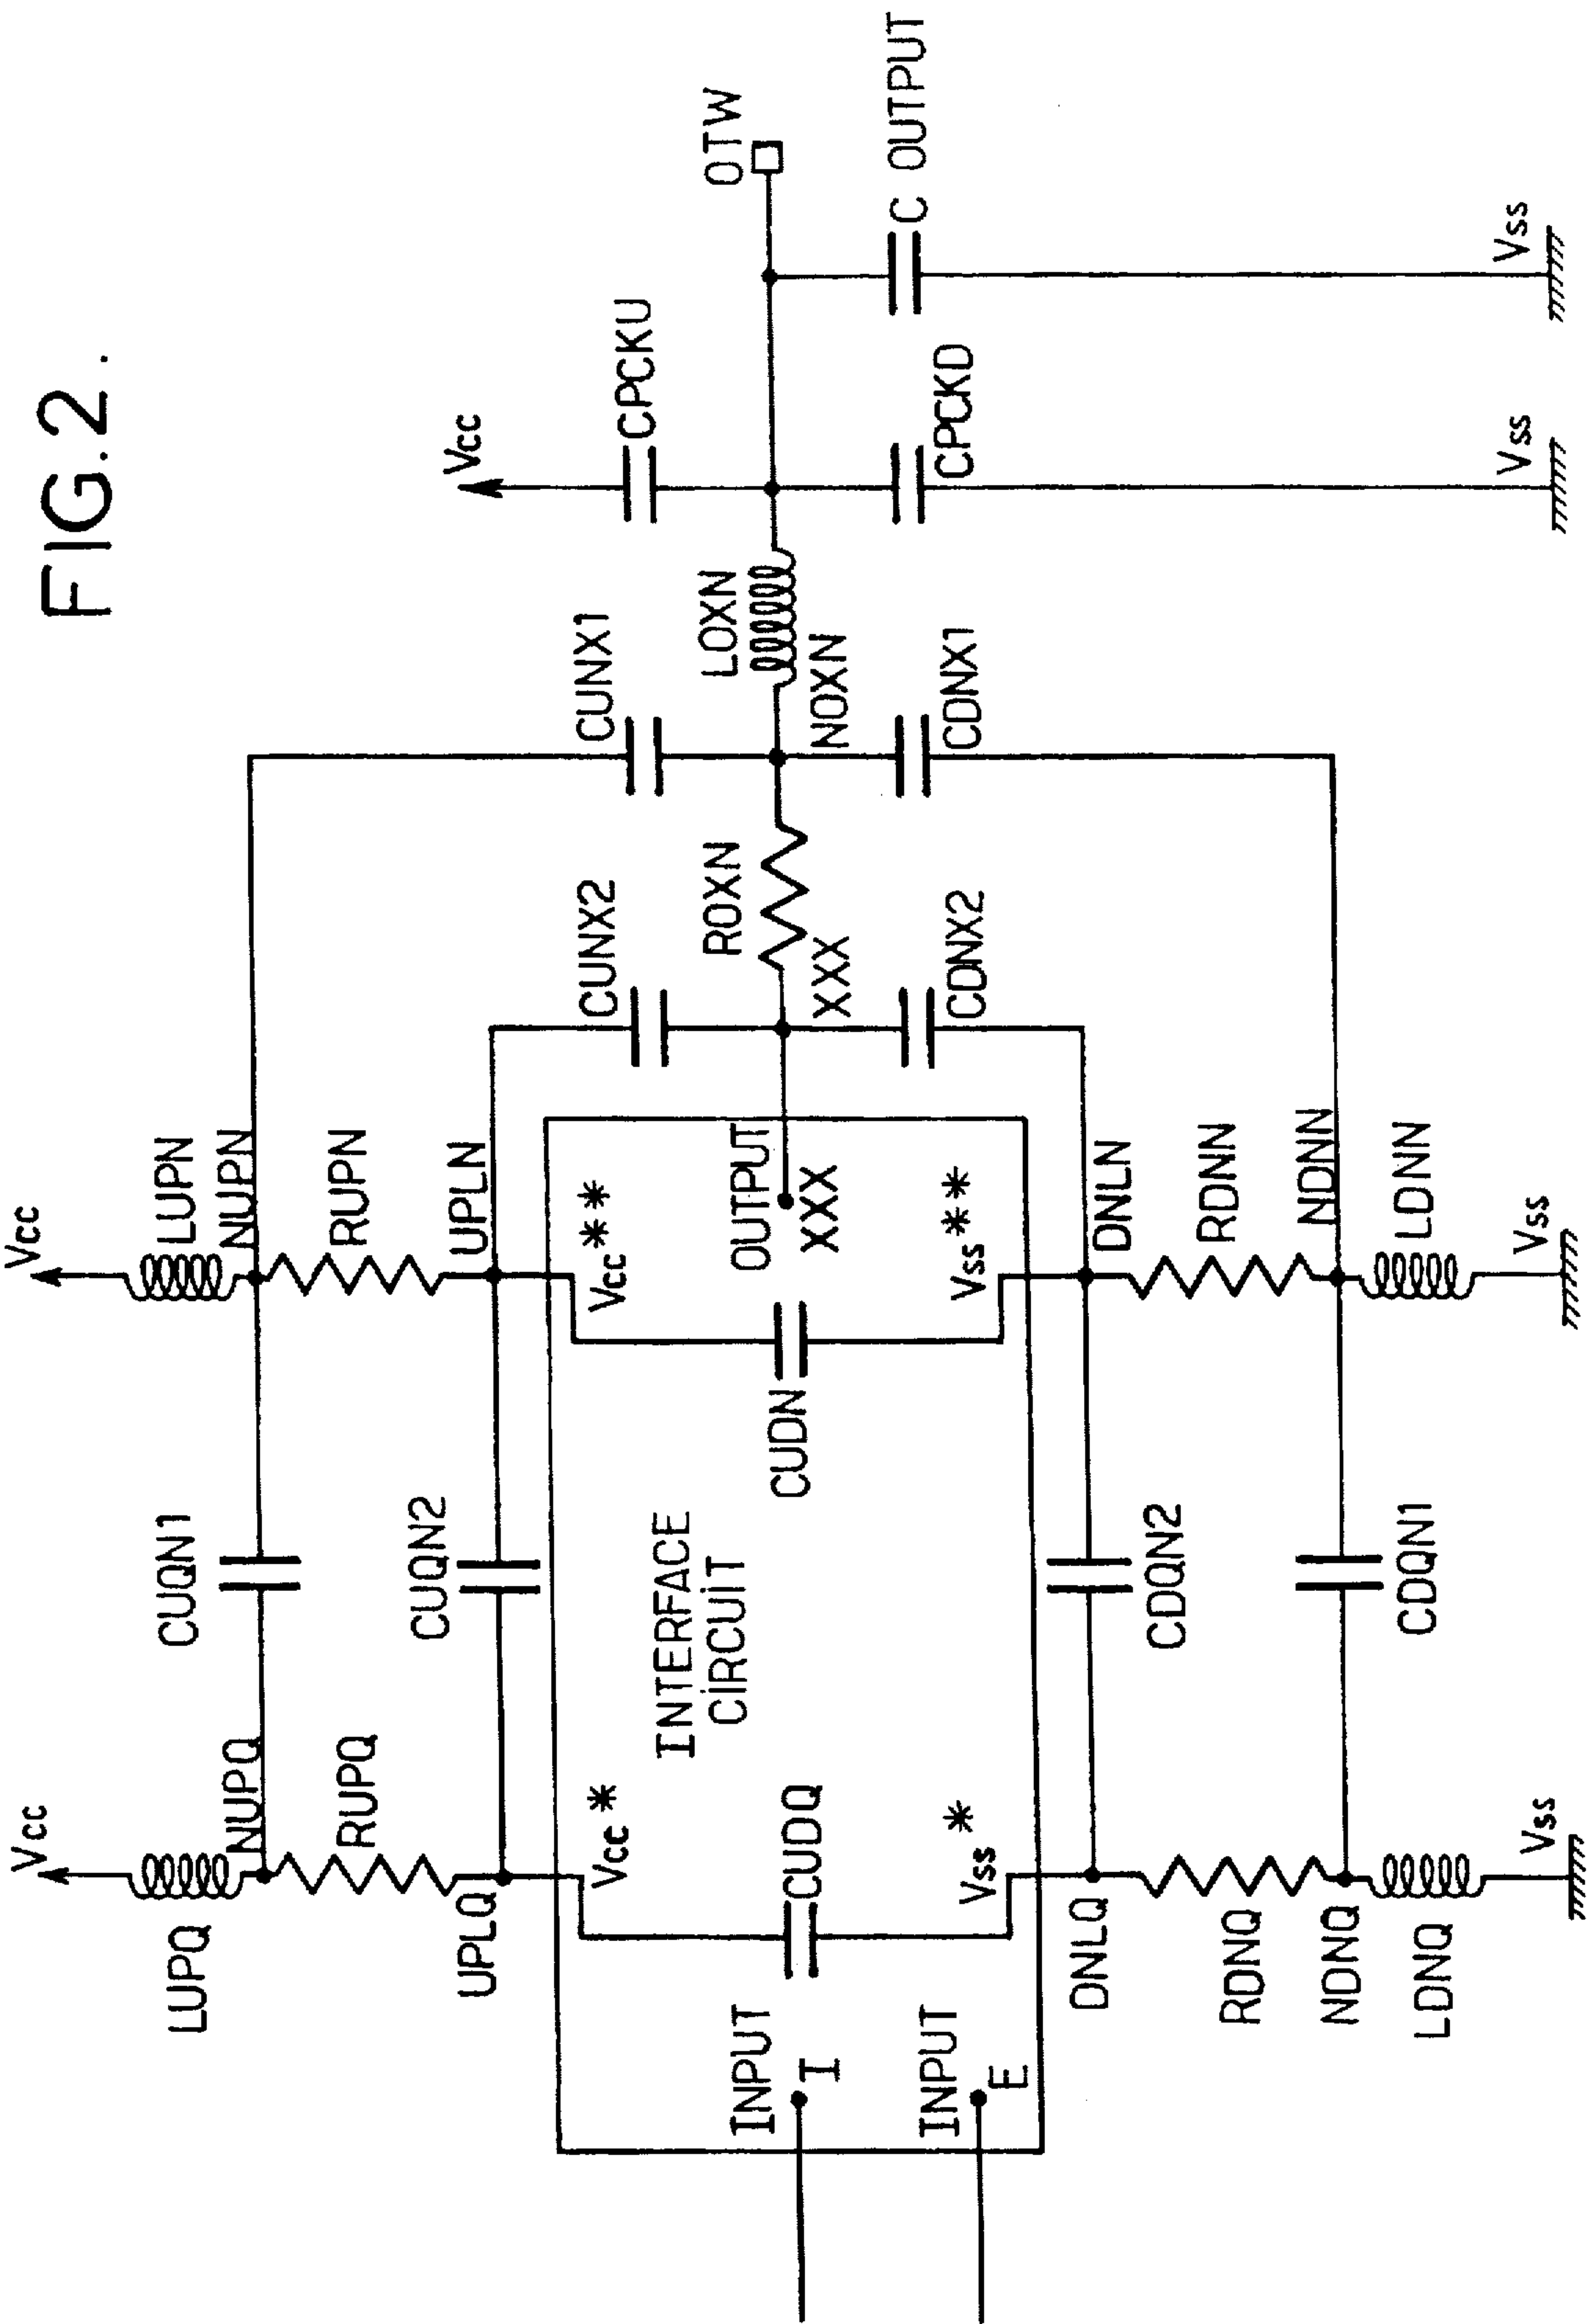 FIG.2.
Vcc
Vcc
LUPQ
NUPQ
CUQN1
LUPN
NUPN
RUPQ
RUPN
Vcc
UPLQ
CUQN2
UPLN
CUNX2
CUNX1
CPCKU
Vcc*
Vcc**
INTERFACE
CIRCUIT
INPUT
I
CUDQ
CUDN
OUTPUT
XXX
XXX
ROXN
NOXN
LOXN
OTW
INPUT
E
Vss*
Vss**
CDNX2
CDNX1
CPCKD
C OUTPUT
DNLQ
CDQN2
DNLN
RDNQ
RDNN
NDNQ
CDQN1
NDNN
LDNQ
LDNN
Vss
Vss
Vss
Vss